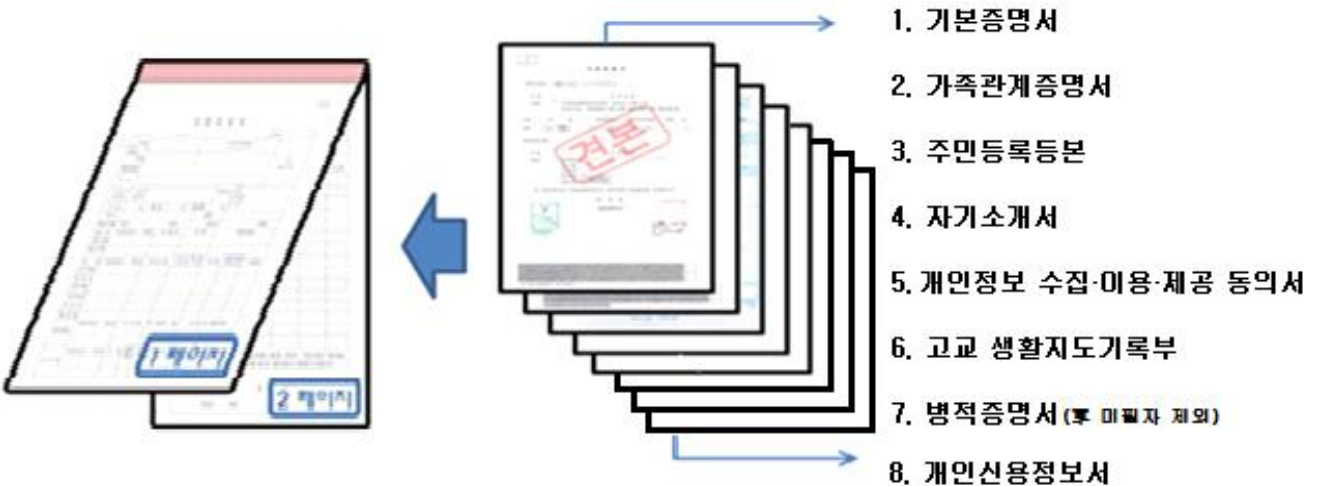 1. 기본증명서
2. 가족관계증명서
3. 주민등록등본
4. 자기소개서
5. 개인정보 수집·이용·제공 동의서
6. 고교 생활지도기록부
7. 병적증명서(軍 미필자 제외)
8. 개인신용정보서
견본
1 페이지
2 페이지